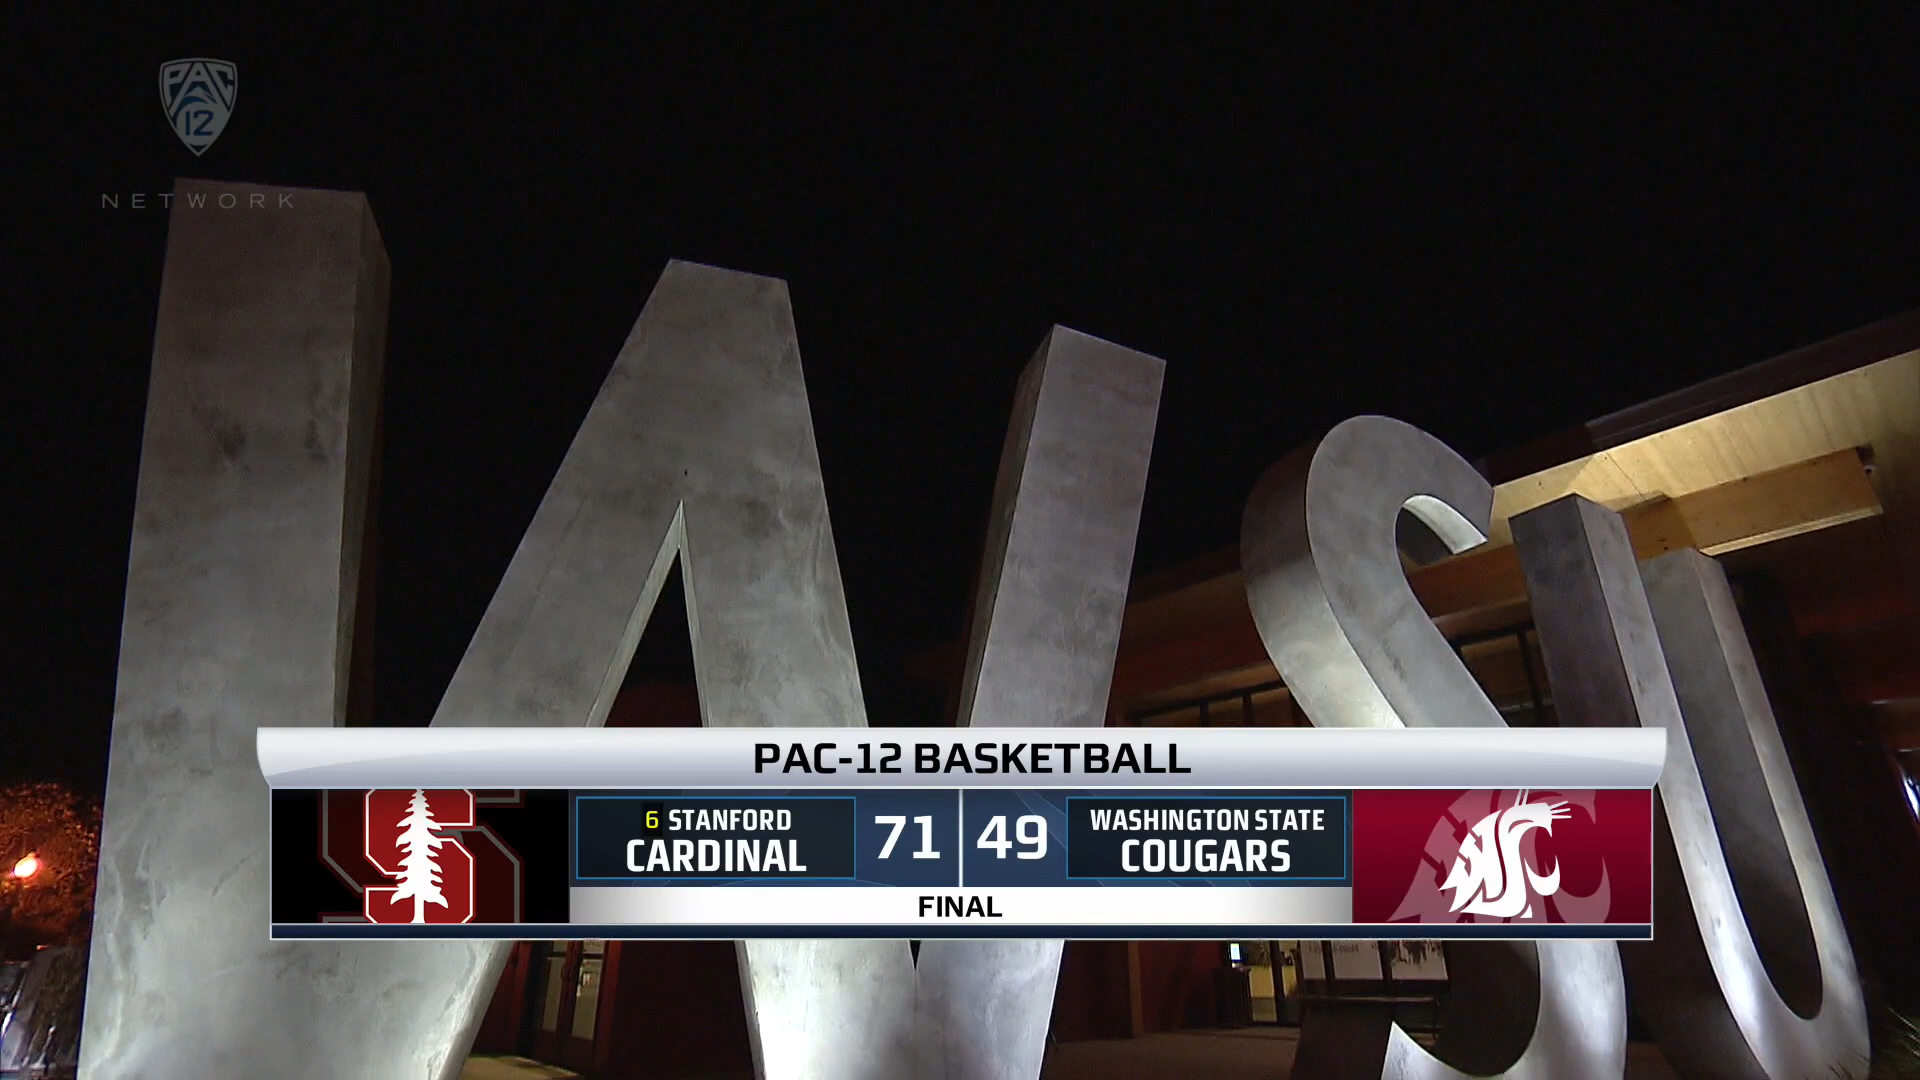 PAC
12
NETWORK
WSU
PAC-12 BASKETBALL
6 STANFORD
CARDINAL
71
49
WASHINGTON STATE
COUGARS
FINAL